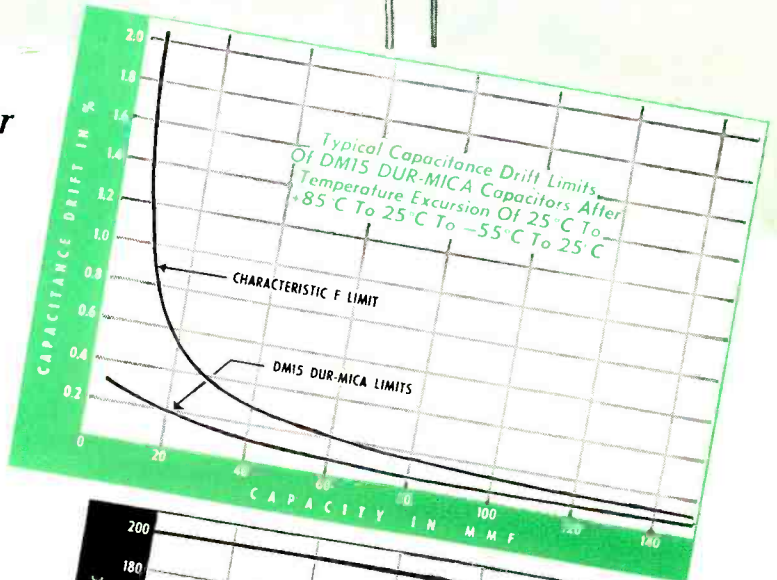 r
2.0
1.8
1.6
1.4
1.2
1.0
0.8
0.6
0.4
0.2
0
CAPACITANCE DRIFT IN %
Typical Capacitance Drift Limits
Of DM15 DUR-MICA Capacitors After
Temperature Excursion Of 25°C To
+85°C To 25°C To −55°C To 25°C
CHARACTERISTIC F LIMIT
DM15 DUR-MICA LIMITS
20
40
60
80
100
120
140
CAPACITY IN MMF
200
180